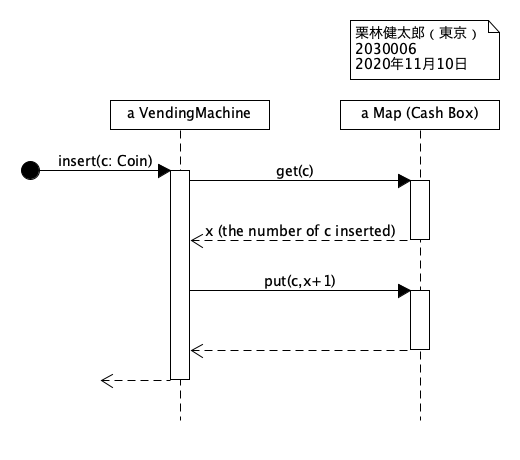 栗林健太郎（東京）
2030006
2020年11月10日
a VendingMachine
a Map (Cash Box)
insert(c: Coin)
get(c)
x (the number of c inserted)
put(c,x+1)